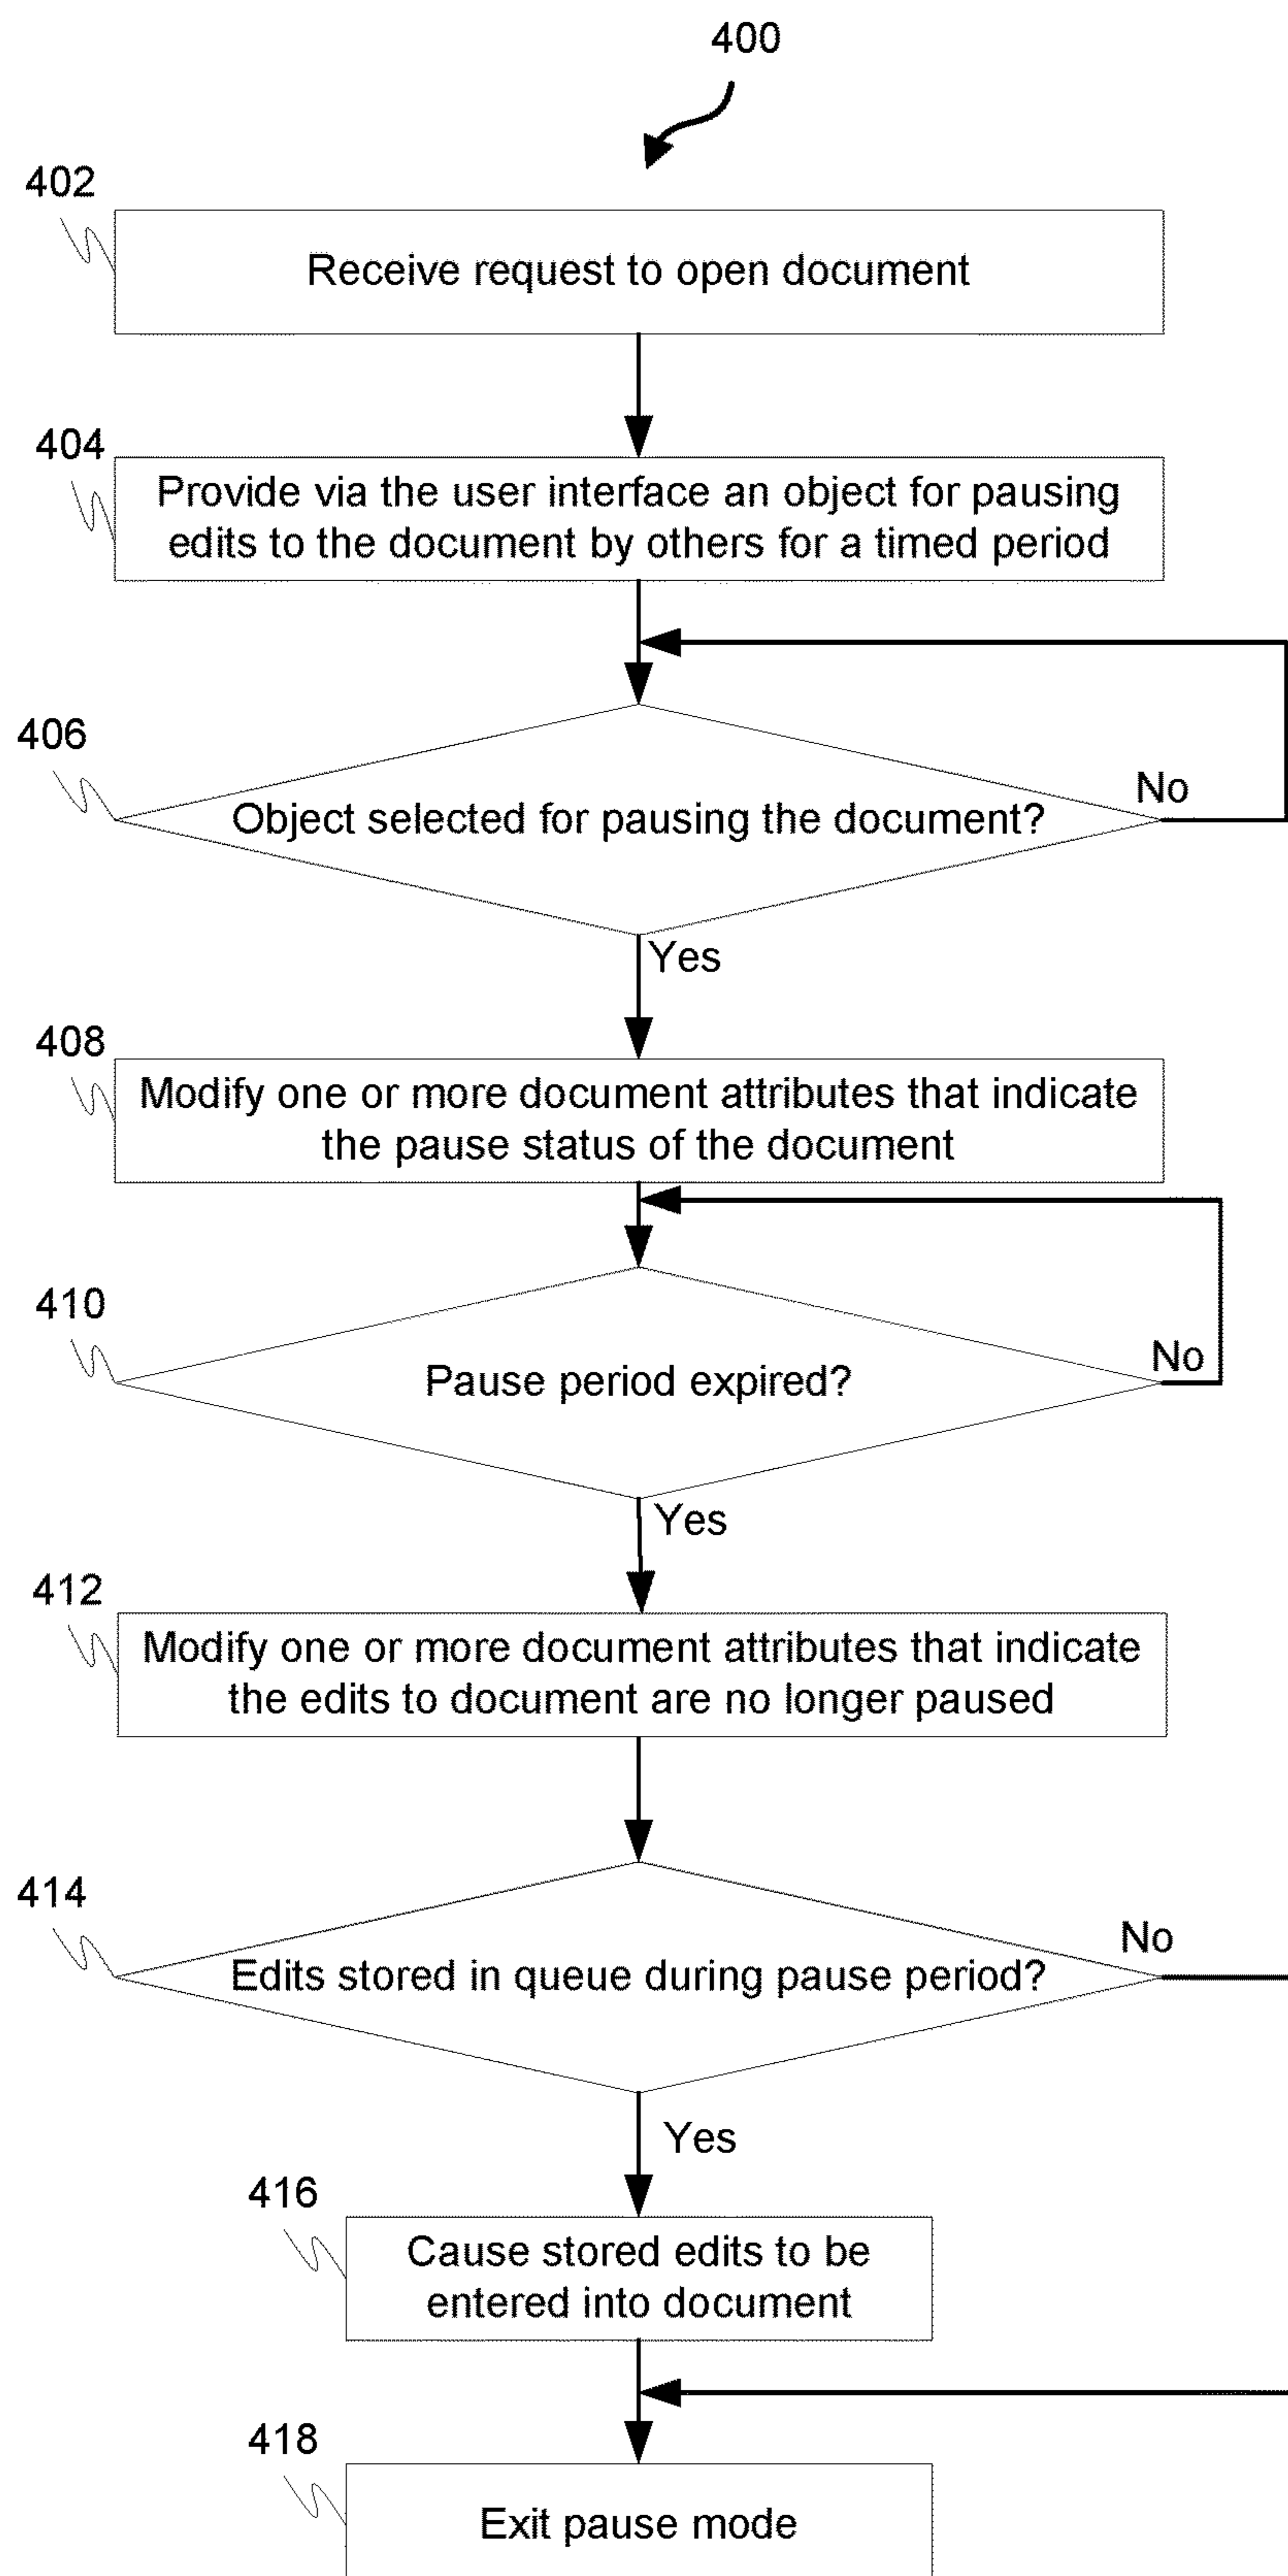 400
402
Receive request to open document
404
Provide via the user interface an object for pausing
edits to the document by others for a timed period
406
Object selected for pausing the document?
No
Yes
408
Modify one or more document attributes that indicate
the pause status of the document
410
Pause period expired?
No
Yes
412
Modify one or more document attributes that indicate
the edits to document are no longer paused
414
Edits stored in queue during pause period?
No
Yes
416
Cause stored edits to be
entered into document
418
Exit pause mode